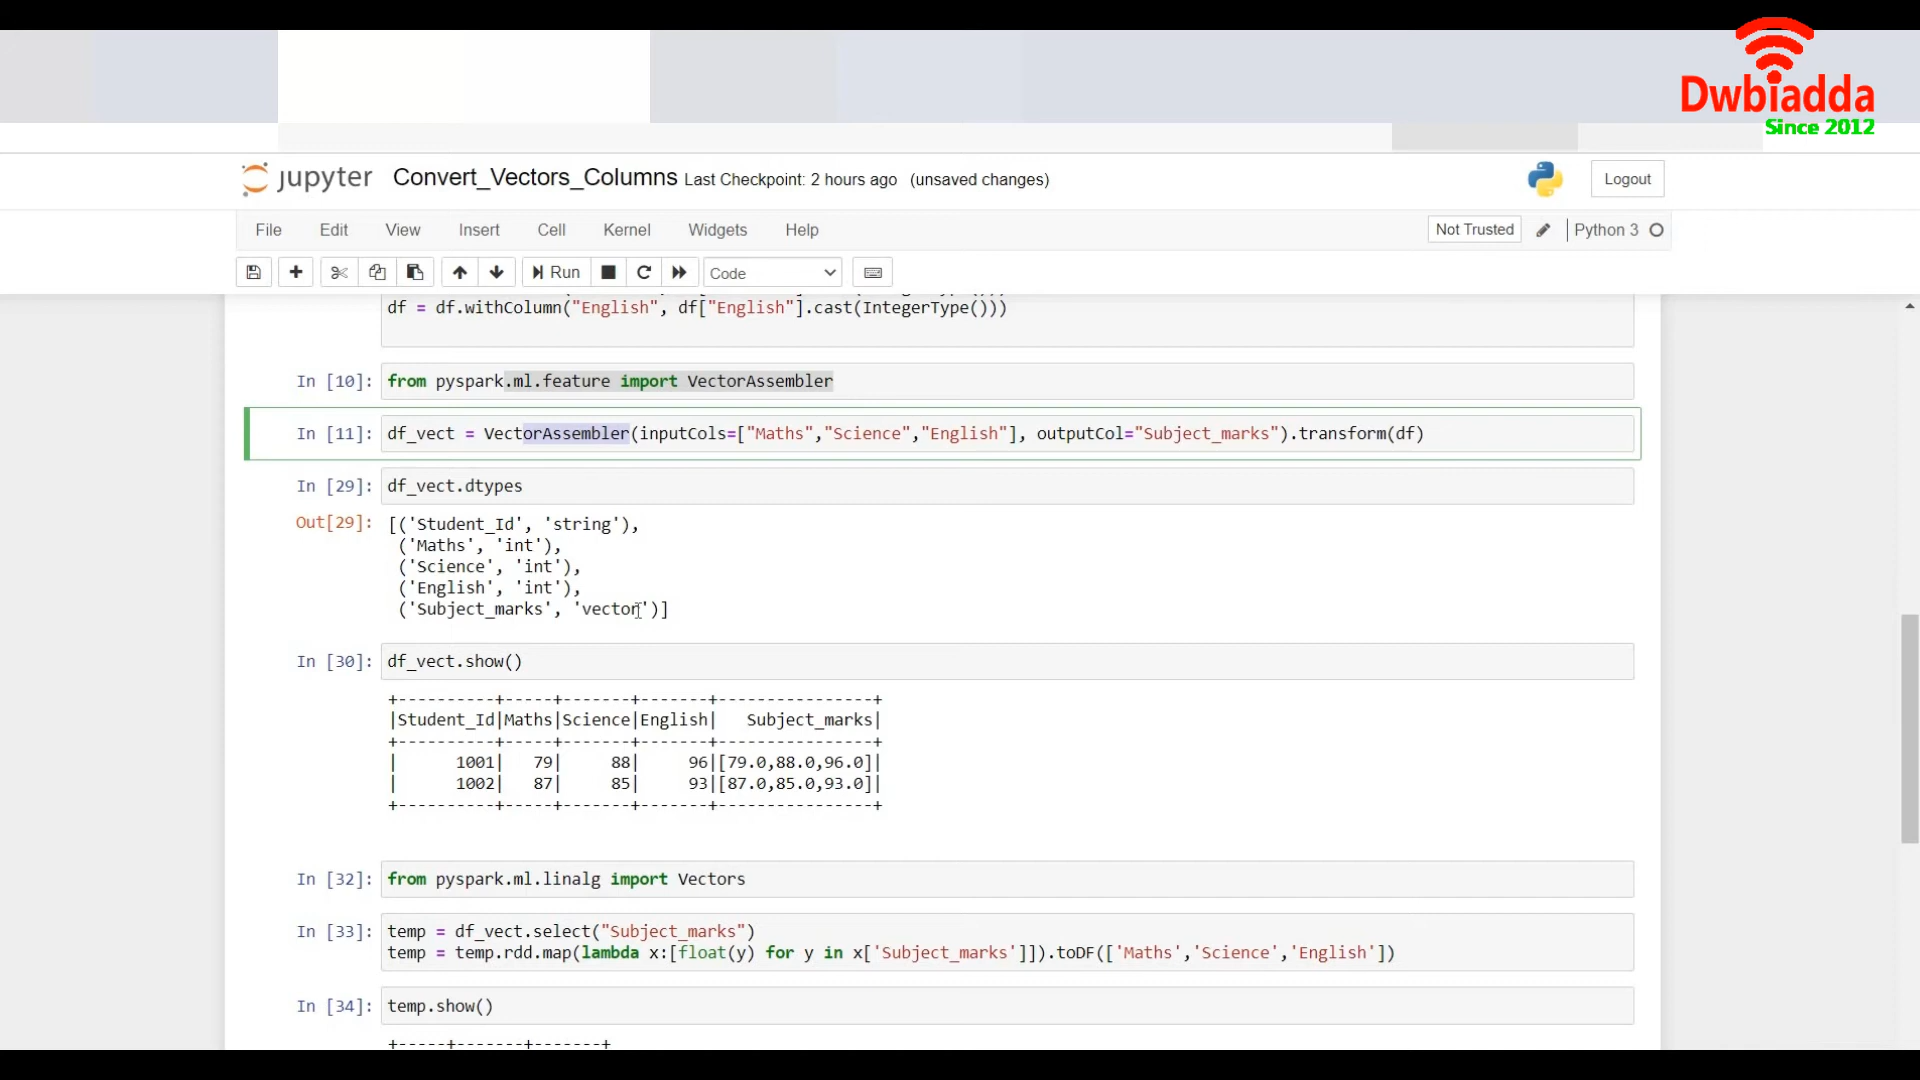 Dwbiadda
Since 2012
jupyter Convert_Vectors_Columns Last Checkpoint: 2 hours ago (unsaved changes)
Logout
File Edit View Insert Cell Kernel Widgets Help
Not Trusted Python 3
Run Code
df = df.withColumn("English", df["English"].cast(IntegerType()))
In [10]: from pyspark.ml.feature import VectorAssembler
In [11]: df_vect = VectorAssembler(inputCols=["Maths","Science","English"], outputCol="Subject_marks").transform(df)
In [29]: df_vect.dtypes
Out[29]: [('Student_Id', 'string'),
('Maths', 'int'),
('Science', 'int'),
('English', 'int'),
('Subject_marks', 'vector')]
In [30]: df_vect.show()
+----------+-----+-------+-------+----------------+
|Student_Id|Maths|Science|English|   Subject_marks|
+----------+-----+-------+-------+----------------+
|      1001|   79|     88|     96|[79.0,88.0,96.0]|
|      1002|   87|     85|     93|[87.0,85.0,93.0]|
+----------+-----+-------+-------+----------------+
In [32]: from pyspark.ml.linalg import Vectors
In [33]: temp = df_vect.select("Subject_marks")
temp = temp.rdd.map(lambda x:[float(y) for y in x['Subject_marks']]).toDF(['Maths','Science','English'])
In [34]: temp.show()
+-----+-------+-------+